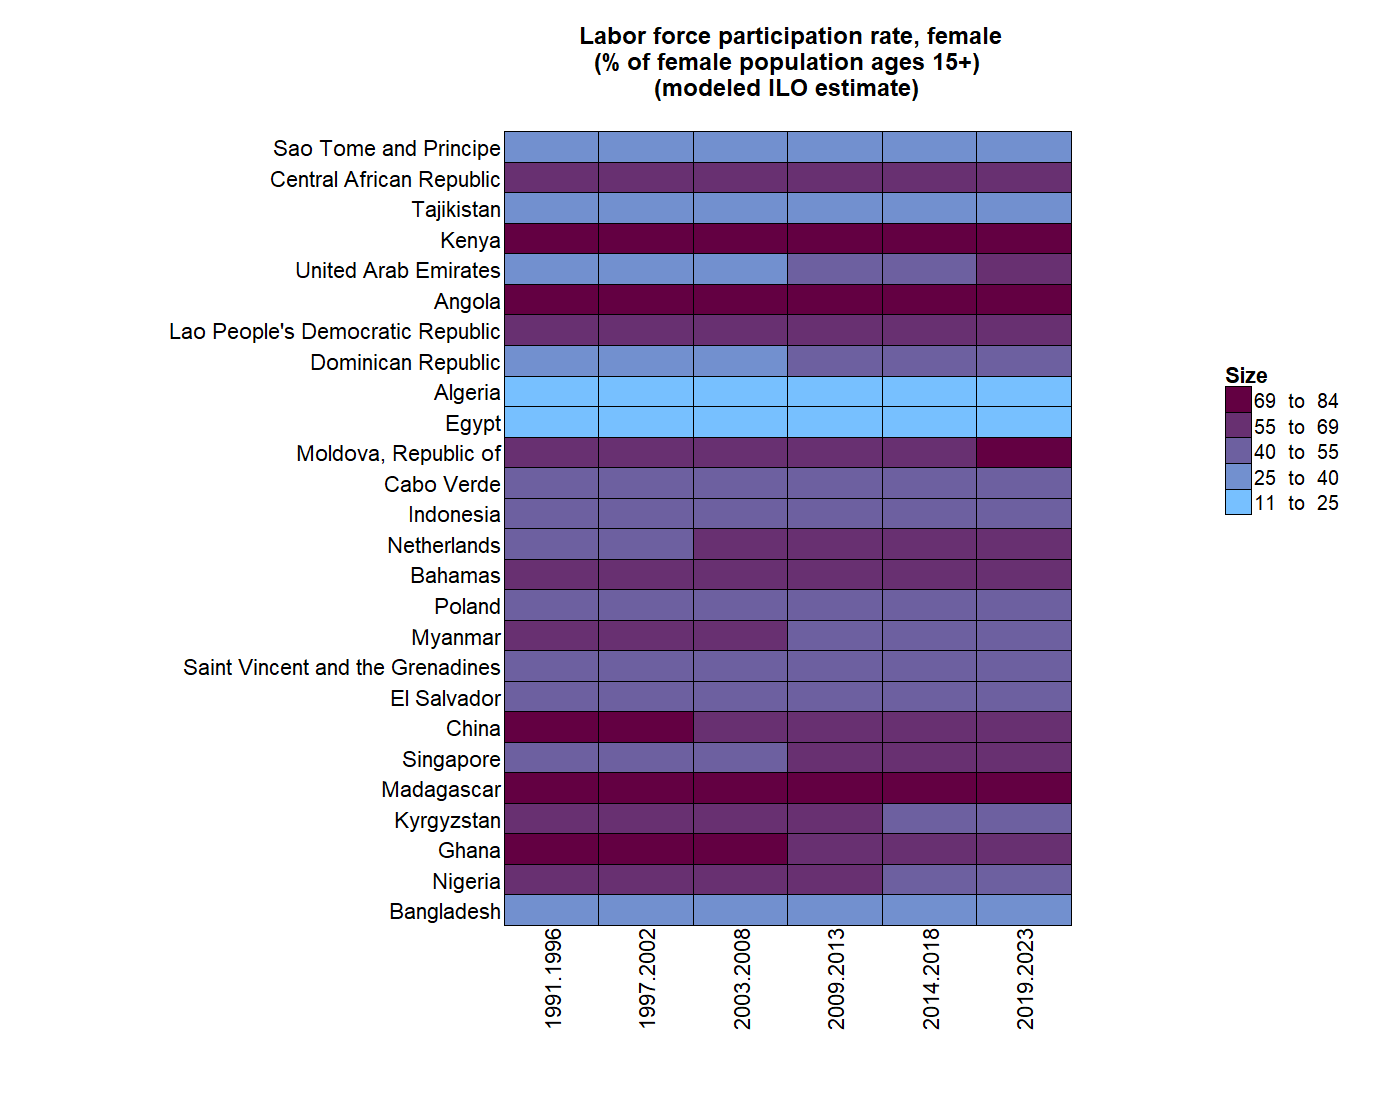 Labor force participation rate, female
(% of female population ages 15+)
(modeled ILO estimate)
Sao Tome and Principe
Central African Republic
Tajikistan
Kenya
United Arab Emirates
Angola
Lao People's Democratic Republic
Dominican Republic
Algeria
Egypt
Moldova, Republic of
Cabo Verde
Indonesia
Netherlands
Bahamas
Poland
Myanmar
Saint Vincent and the Grenadines
El Salvador
China
Singapore
Madagascar
Kyrgyzstan
Ghana
Nigeria
Bangladesh
1991.1996
1997.2002
2003.2008
2009.2013
2014.2018
2019.2023
Size
69 to 84
55 to 69
40 to 55
25 to 40
11 to 25